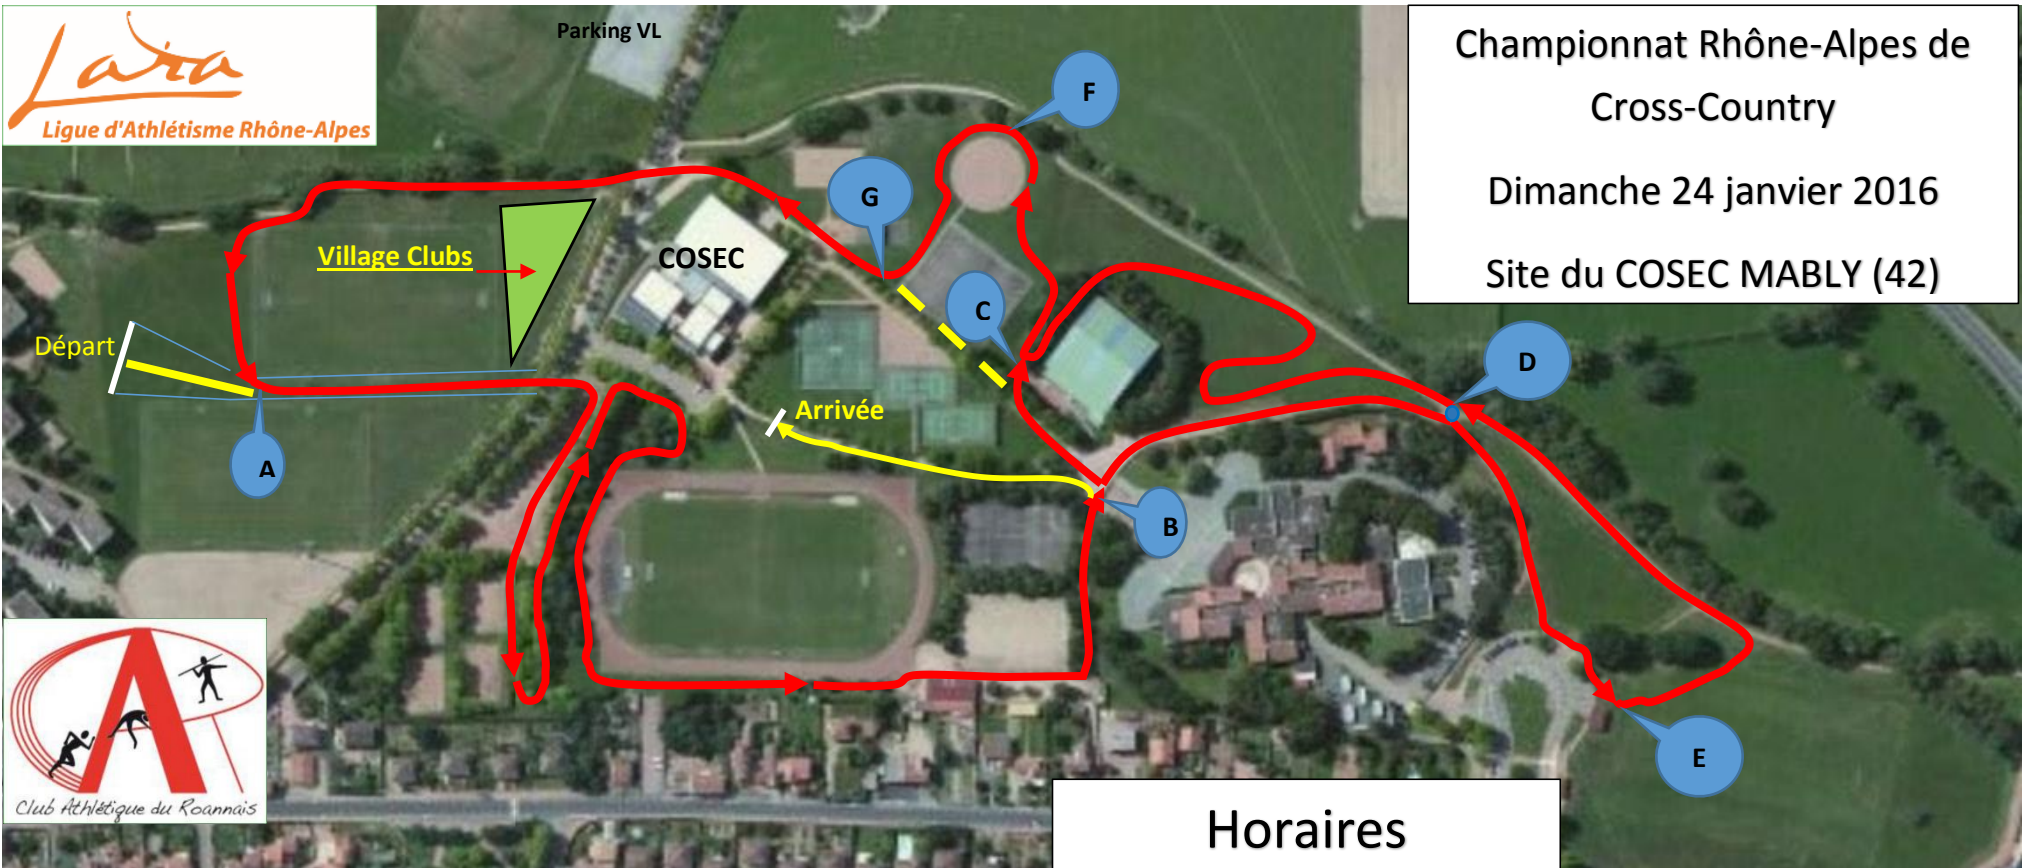 Lara
Ligue d'Athlétisme Rhône-Alpes
Parking VL
Championnat Rhône-Alpes de
Cross-Country
Dimanche 24 janvier 2016
Site du COSEC MABLY (42)
F
G
Village Clubs
COSEC
C
Départ
D
Arrivée
A
B
E
Club Athlétique du Roannais
Horaires